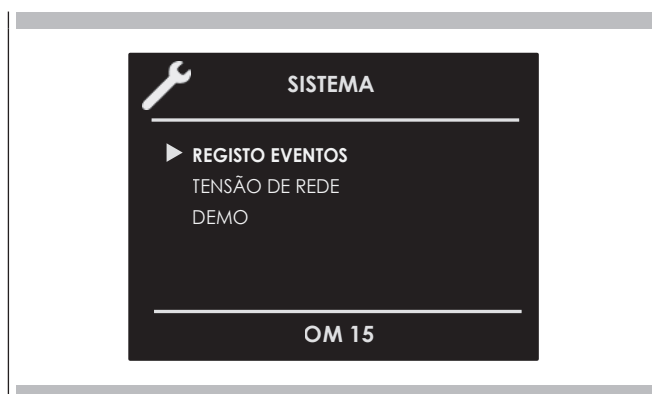 SISTEMA
REGISTO EVENTOS
TENSÃO DE REDE
DEMO
OM 15